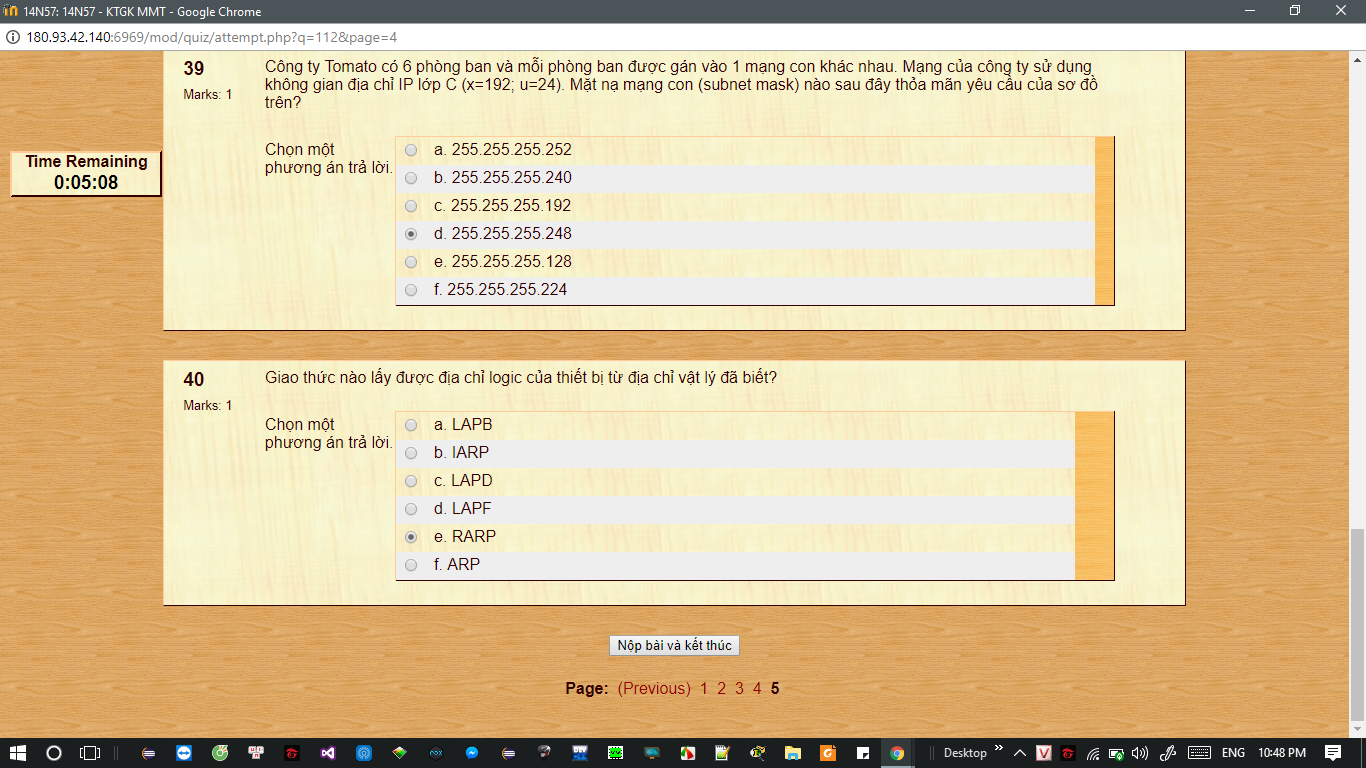 14N57: 14N57 - KTGK MMT - Google Chrome
180.93.42.140:6969/mod/quiz/attempt.php?q=112&page=4
39
Marks: 1
Công ty Tomato có 6 phòng ban và mỗi phòng ban được gán vào 1 mạng con khác nhau. Mạng của công ty sử dụng
không gian địa chỉ IP lớp C (x=192; u=24). Mặt nạ mạng con (subnet mask) nào sau đây thỏa mãn yêu cầu của sơ đồ
trên?
Time Remaining
0:05:08
Chọn một
phương án trả lời.
a. 255.255.255.252
b. 255.255.255.240
c. 255.255.255.192
d. 255.255.255.248
e. 255.255.255.128
f. 255.255.255.224
40
Marks: 1
Giao thức nào lấy được địa chỉ logic của thiết bị từ địa chỉ vật lý đã biết?
Chọn một
phương án trả lời.
a. LAPB
b. IARP
c. LAPD
d. LAPF
e. RARP
f. ARP
Nộp bài và kết thúc
Page: (Previous) 1 2 3 4 5
Desktop
ENG
10:48 PM